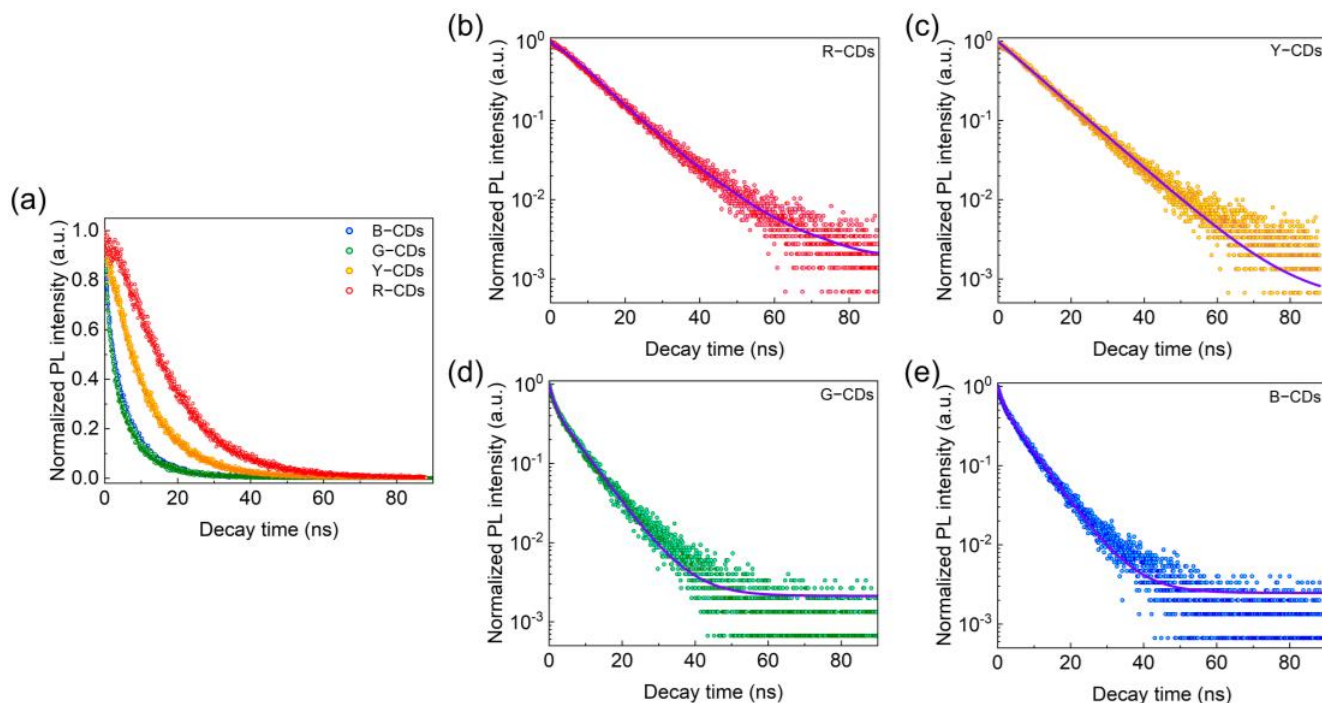 (a)
Normalized PL intensity (a.u.)
1.0
0.8
0.6
0.4
0.2
0.0
B−CDs
G−CDs
Y−CDs
R−CDs
0 20 40 60 80
Decay time (ns)
(b)
Normalized PL intensity (a.u.)
10⁰
10⁻¹
10⁻²
10⁻³
R−CDs
0 20 40 60 80
Decay time (ns)
(c)
Normalized PL intensity (a.u.)
10⁰
10⁻¹
10⁻²
10⁻³
Y−CDs
0 20 40 60 80
Decay time (ns)
(d)
Normalized PL intensity (a.u.)
10⁰
10⁻¹
10⁻²
10⁻³
G−CDs
0 20 40 60 80
Decay time (ns)
(e)
Normalized PL intensity (a.u.)
10⁰
10⁻¹
10⁻²
10⁻³
B−CDs
0 20 40 60 80
Decay time (ns)